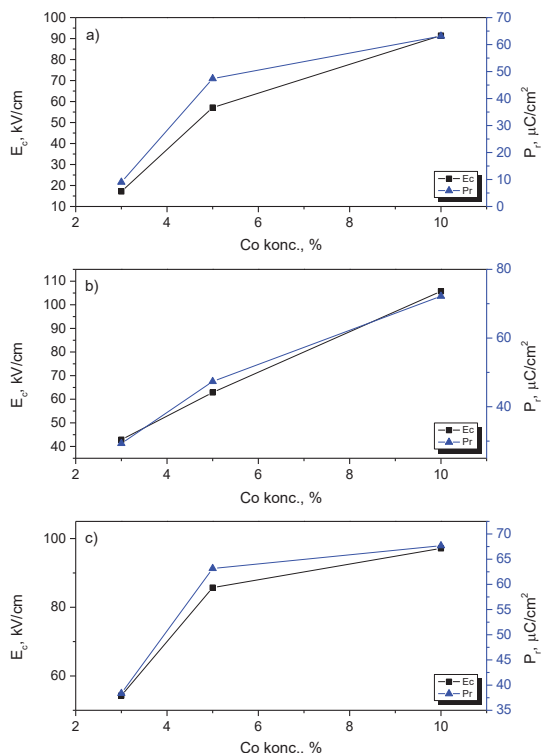 a)
100
90
80
70
60
50
40
30
20
10
E_c, kV/cm
70
60
50
40
30
20
10
0
P_r, μC/cm²
Ec
Pr
2 4 6 8 10
Co konc., %
b)
110
100
90
80
70
60
50
40
E_c, kV/cm
80
60
40
P_r, μC/cm²
Ec
Pr
2 4 6 8 10
Co konc., %
c)
100
80
60
E_c, kV/cm
70
65
60
55
50
45
40
35
P_r, μC/cm²
Ec
Pr
2 4 6 8 10
Co konc., %